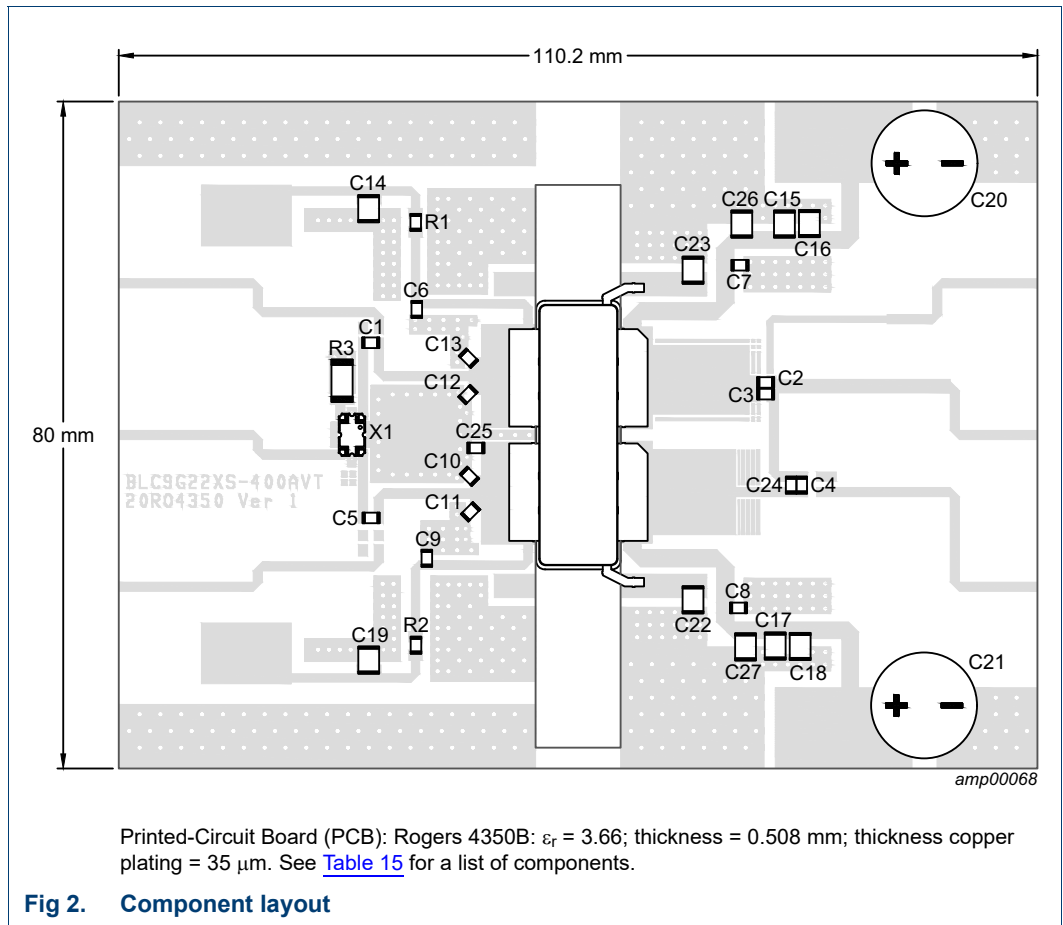 110.2 mm
C14
R1
C26
C15
C16
C20
C23
C7
C6
C1
C13
R3
C12
C2
C3
80 mm
X1
C25
BLC9G22XS-400AVT
20RO4350 Ver 1
C10
C24
C4
C5
C11
C9
C8
C19
R2
C22
C17
C27
C18
C21
amp00068
Printed-Circuit Board (PCB): Rogers 4350B: εr = 3.66; thickness = 0.508 mm; thickness copper
plating = 35 μm. See Table 15 for a list of components.
Fig 2. Component layout